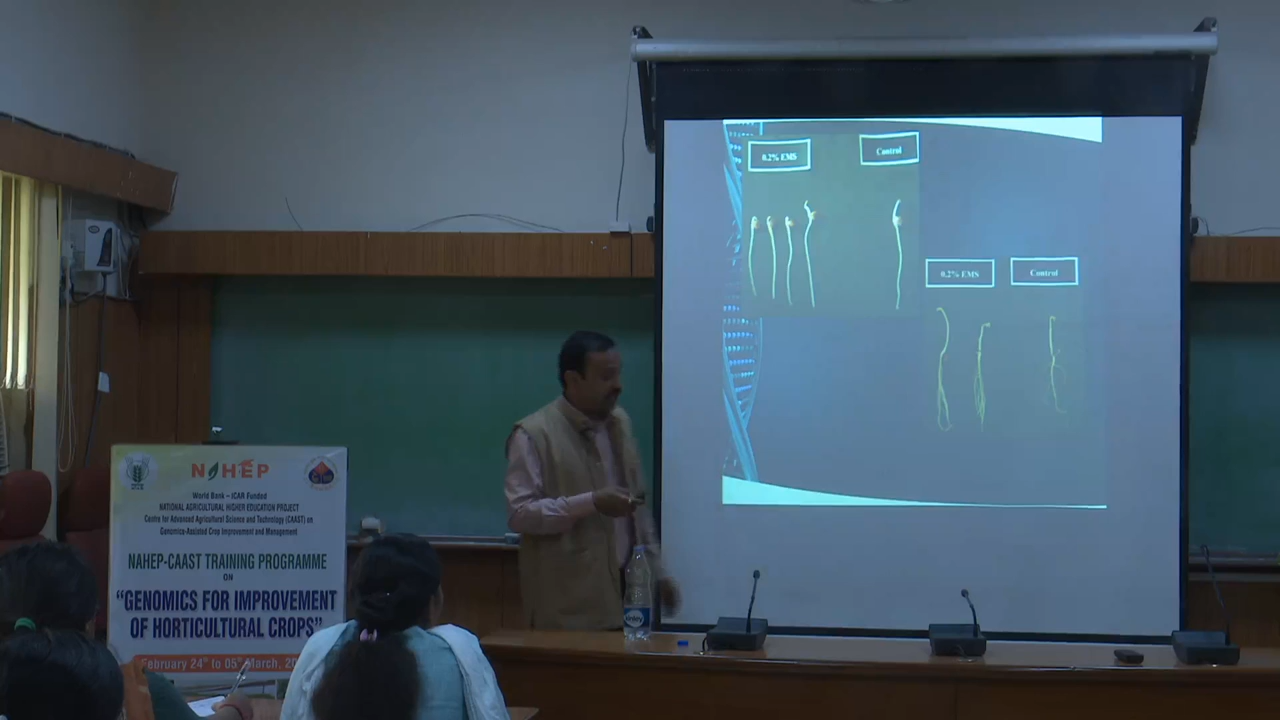 0.2% EMS
Control
0.2% EMS
Control
NAHEP
World Bank – ICAR Funded
NATIONAL AGRICULTURAL HIGHER EDUCATION PROJECT
Centre for Advanced Agricultural Science and Technology (CAAST) on
Genomics-Assisted Crop Improvement and Management
NAHEP-CAAST TRAINING PROGRAMME
ON
"GENOMICS FOR IMPROVEMENT
OF HORTICULTURAL CROPS"
February 24th to 05th March, 20